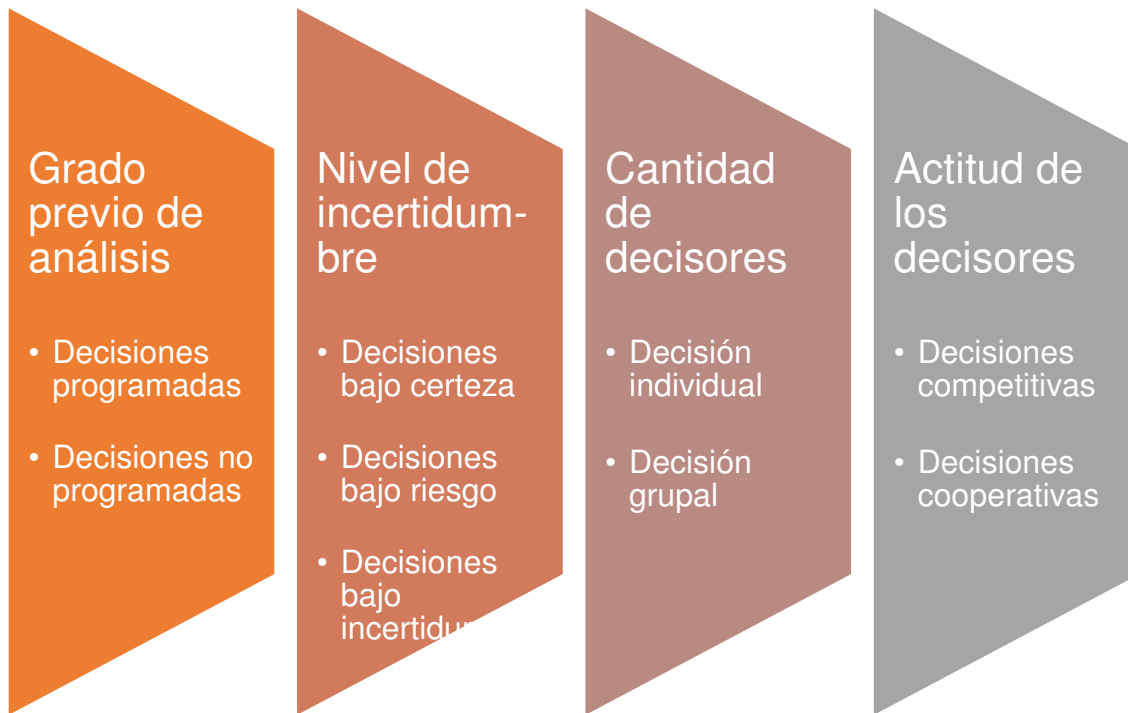 Grado
previo de
análisis
• Decisiones
programadas
• Decisiones no
programadas
Nivel de
incertidum-
bre
• Decisiones
bajo certeza
• Decisiones
bajo riesgo
• Decisiones
bajo
Cantidad
de
decisores
• Decisión
individual
• Decisión
grupal
Actitud de
los
decisores
• Decisiones
competitivas
• Decisiones
cooperativas